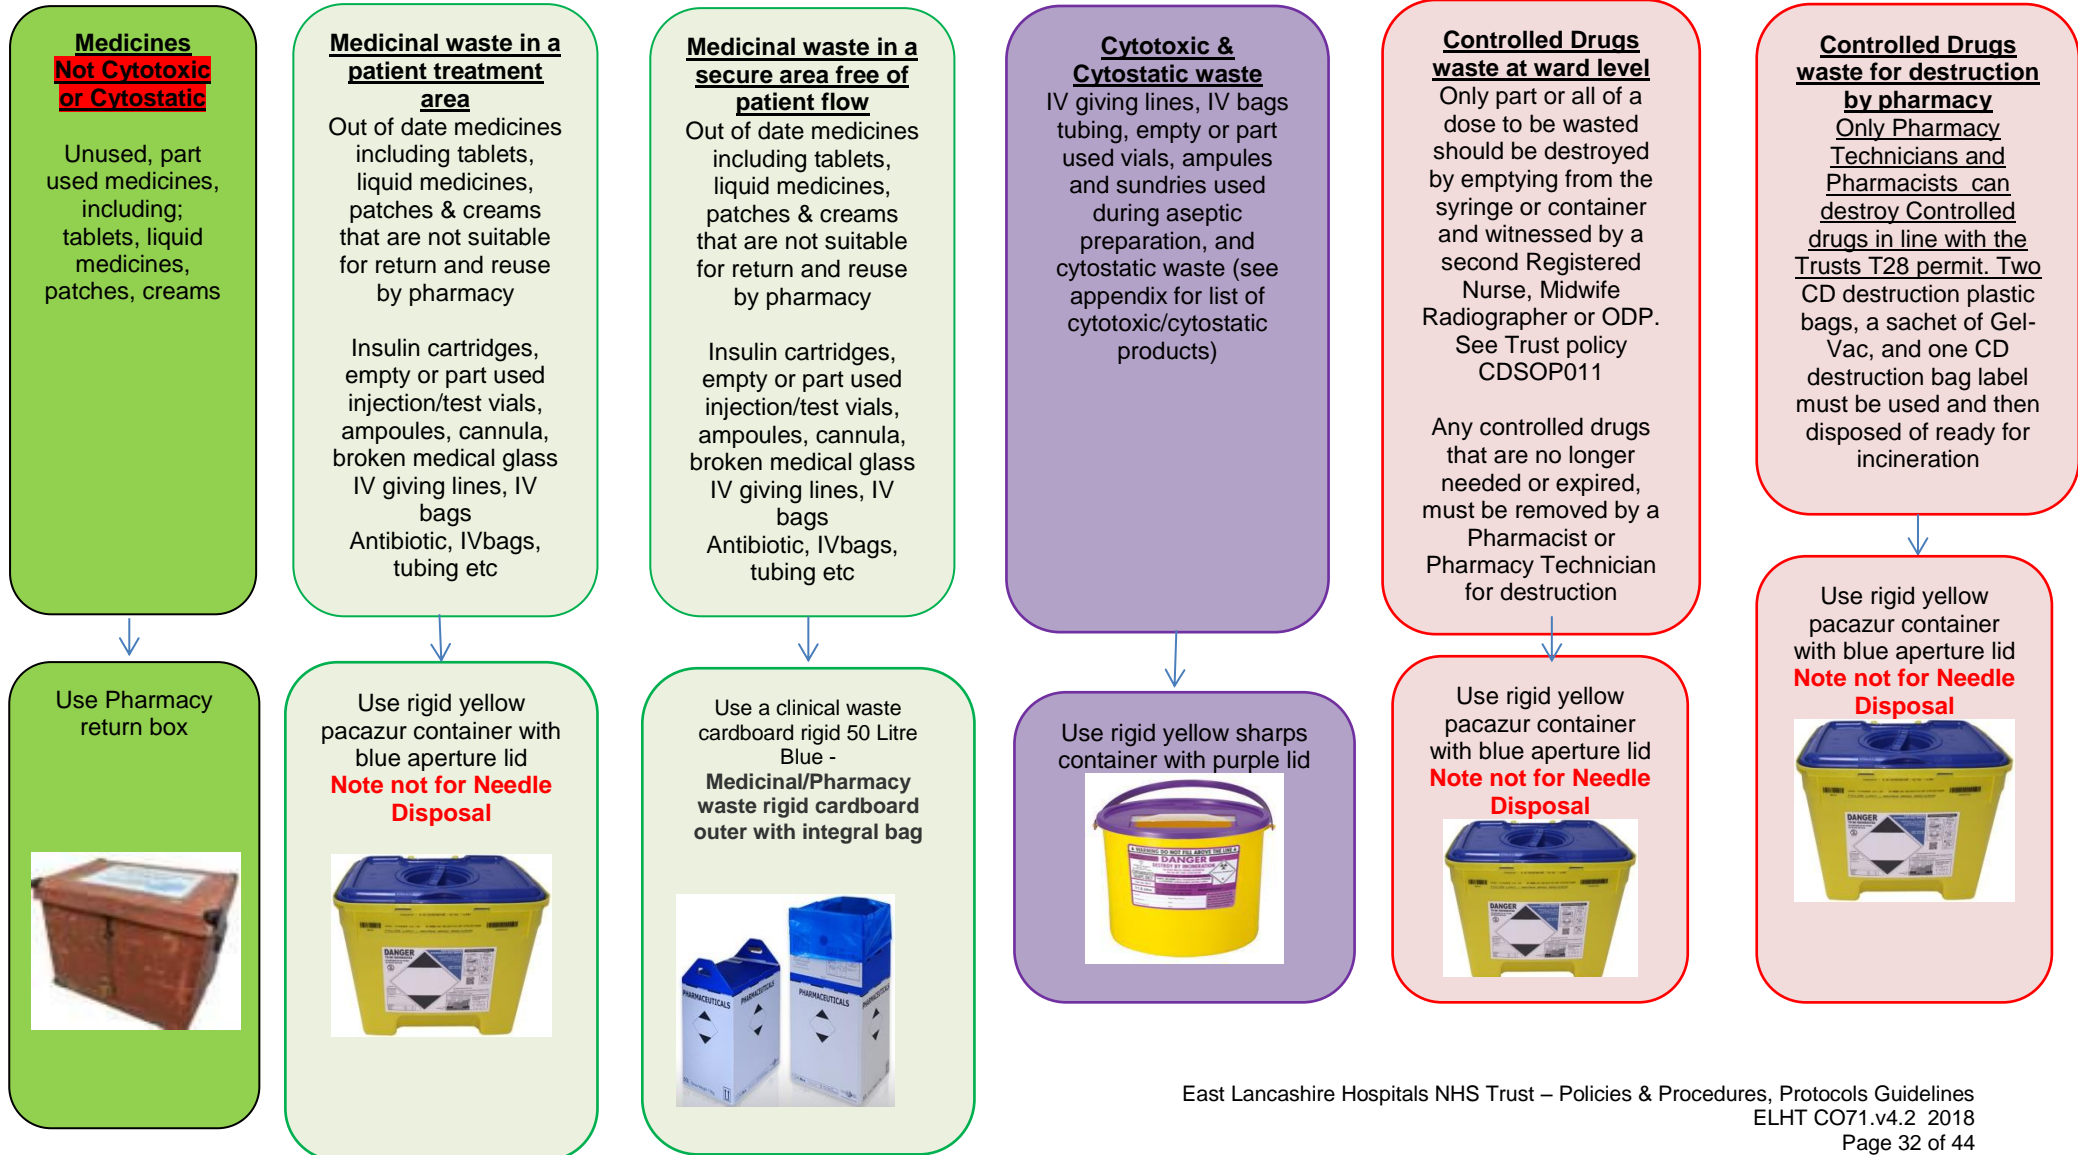 Medicines
Not Cytotoxic
or Cytostatic
Unused, part
used medicines,
including;
tablets, liquid
medicines,
patches, creams
Use Pharmacy
return box
Medicinal waste in a
patient treatment
area
Out of date medicines
including tablets,
liquid medicines,
patches & creams
that are not suitable
for return and reuse
by pharmacy
Insulin cartridges,
empty or part used
injection/test vials,
ampoules, cannula,
broken medical glass
IV giving lines, IV
bags
Antibiotic, IVbags,
tubing etc
Use rigid yellow
pacazur container with
blue aperture lid
Note not for Needle
Disposal
DANGER
Medicinal waste in a
secure area free of
patient flow
Out of date medicines
including tablets,
liquid medicines,
patches & creams
that are not suitable
for return and reuse
by pharmacy
Insulin cartridges,
empty or part used
injection/test vials,
ampoules, cannula,
broken medical glass
IV giving lines, IV
bags
Antibiotic, IVbags,
tubing etc
Use a clinical waste
cardboard rigid 50 Litre
Blue -
Medicinal/Pharmacy
waste rigid cardboard
outer with integral bag
PHARMACEUTICALS
PHARMACEUTICALS
PHARMACEUTICALS
PHARMACEUTICALS
Cytotoxic &
Cytostatic waste
IV giving lines, IV bags
tubing, empty or part
used vials, ampules
and sundries used
during aseptic
preparation, and
cytostatic waste (see
appendix for list of
cytotoxic/cytostatic
products)
Use rigid yellow sharps
container with purple lid
WARNING DO NOT FILL ABOVE THE LINE
DANGER
DESTROY BY INCINERATION
Controlled Drugs
waste at ward level
Only part or all of a
dose to be wasted
should be destroyed
by emptying from the
syringe or container
and witnessed by a
second Registered
Nurse, Midwife
Radiographer or ODP.
See Trust policy
CDSOP011
Any controlled drugs
that are no longer
needed or expired,
must be removed by a
Pharmacist or
Pharmacy Technician
for destruction
Use rigid yellow
pacazur container
with blue aperture lid
Note not for Needle
Disposal
DANGER
Controlled Drugs
waste for destruction
by pharmacy
Only Pharmacy
Technicians and
Pharmacists  can
destroy Controlled
drugs in line with the
Trusts T28 permit. Two
CD destruction plastic
bags, a sachet of Gel-
Vac, and one CD
destruction bag label
must be used and then
disposed of ready for
incineration
Use rigid yellow
pacazur container
with blue aperture lid
Note not for Needle
Disposal
DANGER
East Lancashire Hospitals NHS Trust – Policies & Procedures, Protocols Guidelines
ELHT CO71.v4.2  2018
Page 32 of 44